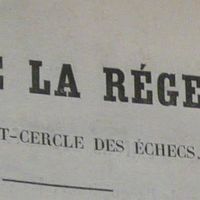 E LA RÉGE
T-CERCLE DES ÉCHECS.